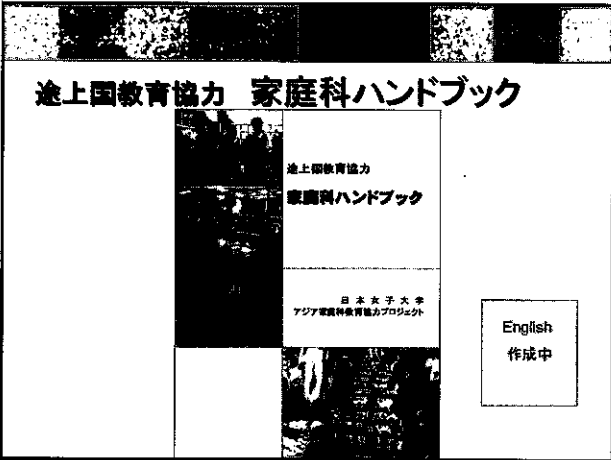 途上国教育協力 家庭科ハンドブック
途上国教育協力
家庭科ハンドブック
日本女子大学
アジア家庭科教育協力プロジェクト
English
作成中